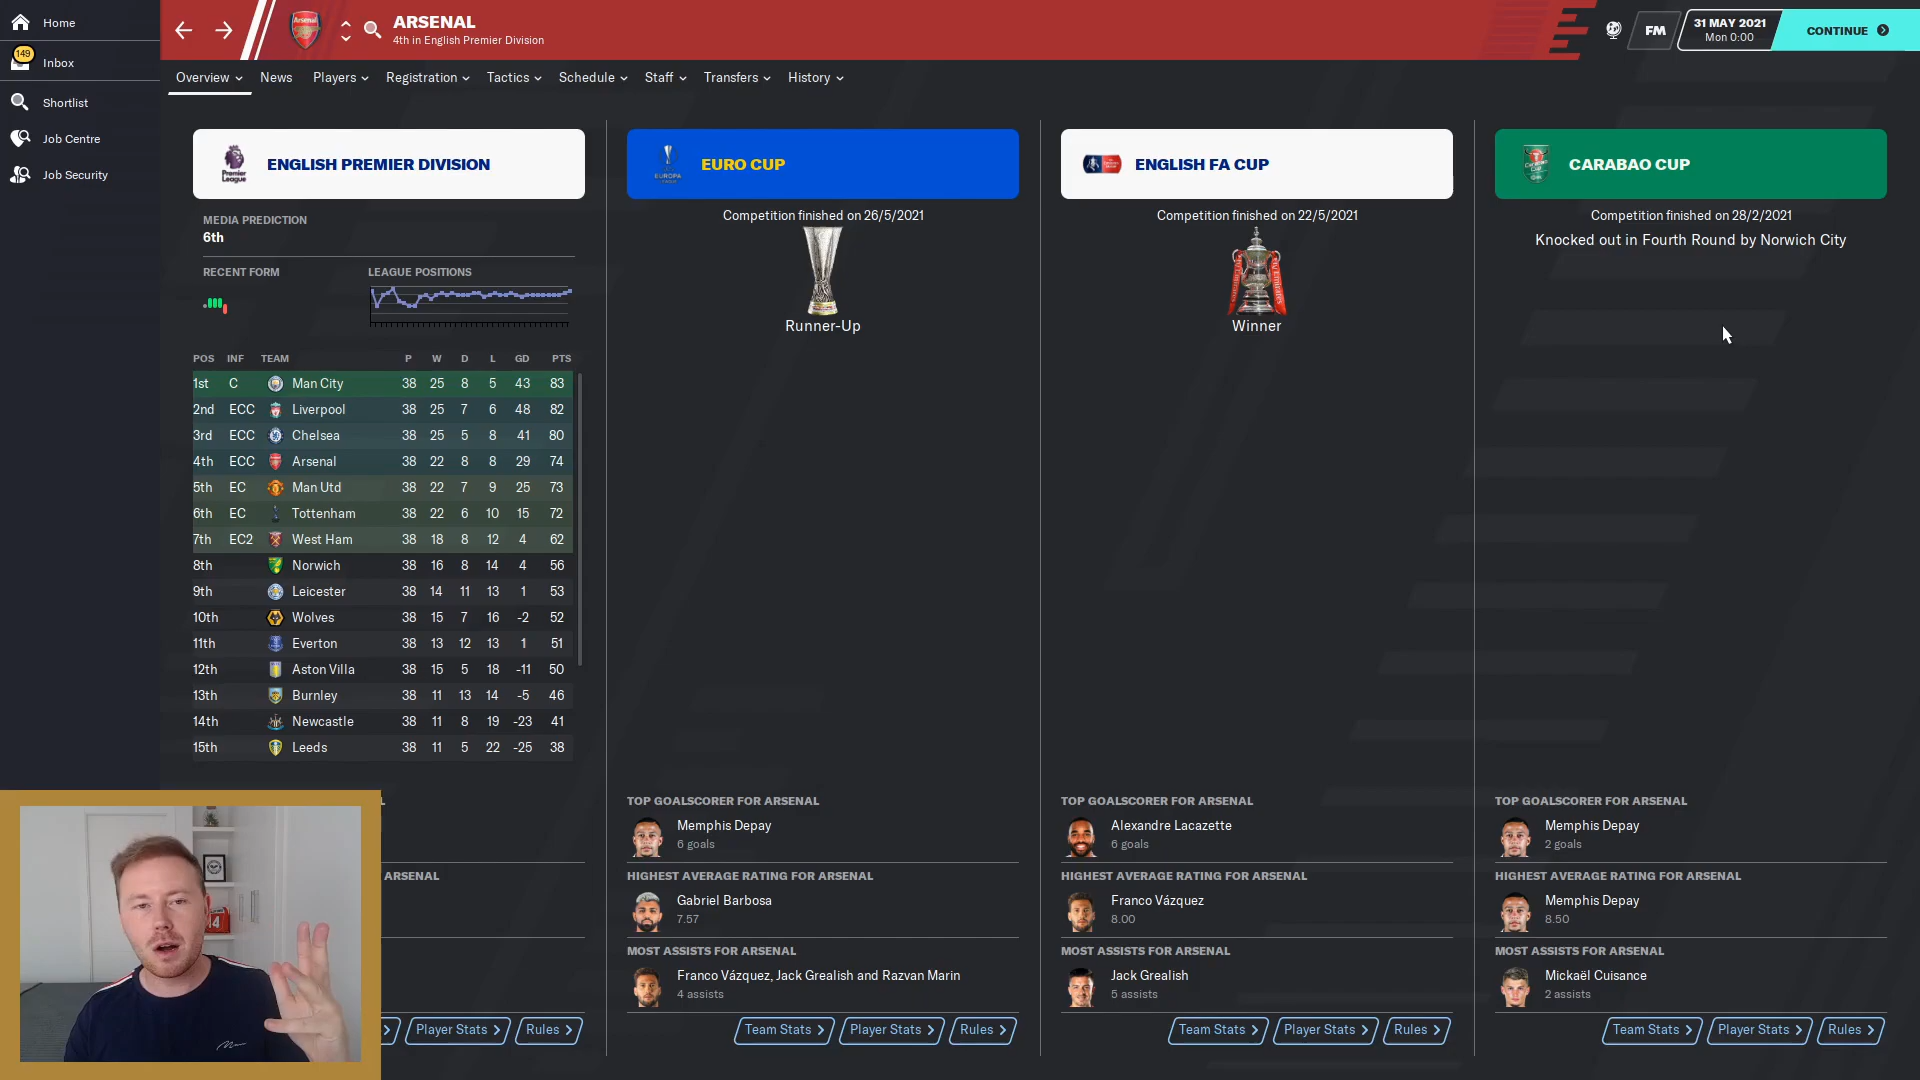 Home
149
Inbox
Shortlist
Job Centre
Job Security
Arsenal
ARSENAL
4th in English Premier Division
FM
31 MAY 2021
Mon 0:00
CONTINUE
Overview News Players Registration Tactics Schedule Staff Transfers History
Premier League
ENGLISH PREMIER DIVISION
MEDIA PREDICTION
6th
RECENT FORM LEAGUE POSITIONS
POS INF TEAM P W D L GD PTS
1st C Man City 38 25 8 5 43 83
2nd ECC Liverpool 38 25 7 6 48 82
3rd ECC Chelsea 38 25 5 8 41 80
4th ECC Arsenal 38 22 8 8 29 74
5th EC Man Utd 38 22 7 9 25 73
6th EC Tottenham 38 22 6 10 15 72
7th EC2 West Ham 38 18 8 12 4 62
8th Norwich 38 16 8 14 4 56
9th Leicester 38 14 11 13 1 53
10th Wolves 38 15 7 16 -2 52
11th Everton 38 13 12 13 1 51
12th Aston Villa 38 15 5 18 -11 50
13th Burnley 38 11 13 14 -5 46
14th Newcastle 38 11 8 19 -23 41
15th Leeds 38 11 5 22 -25 38
ARSENAL
14
Player Stats Rules
EUROPA
EURO CUP
Competition finished on 26/5/2021
Runner-Up
TOP GOALSCORER FOR ARSENAL
Memphis Depay
6 goals
HIGHEST AVERAGE RATING FOR ARSENAL
Gabriel Barbosa
7.57
MOST ASSISTS FOR ARSENAL
Franco Vázquez, Jack Grealish and Razvan Marin
4 assists
Team Stats Player Stats Rules
ENGLISH FA CUP
Competition finished on 22/5/2021
Winner
TOP GOALSCORER FOR ARSENAL
Alexandre Lacazette
6 goals
HIGHEST AVERAGE RATING FOR ARSENAL
Franco Vázquez
8.00
MOST ASSISTS FOR ARSENAL
Jack Grealish
5 assists
Team Stats Player Stats Rules
CARABAO CUP
Competition finished on 28/2/2021
Knocked out in Fourth Round by Norwich City
TOP GOALSCORER FOR ARSENAL
Memphis Depay
2 goals
HIGHEST AVERAGE RATING FOR ARSENAL
Memphis Depay
8.50
MOST ASSISTS FOR ARSENAL
Mickaël Cuisance
2 assists
Team Stats Player Stats Rules